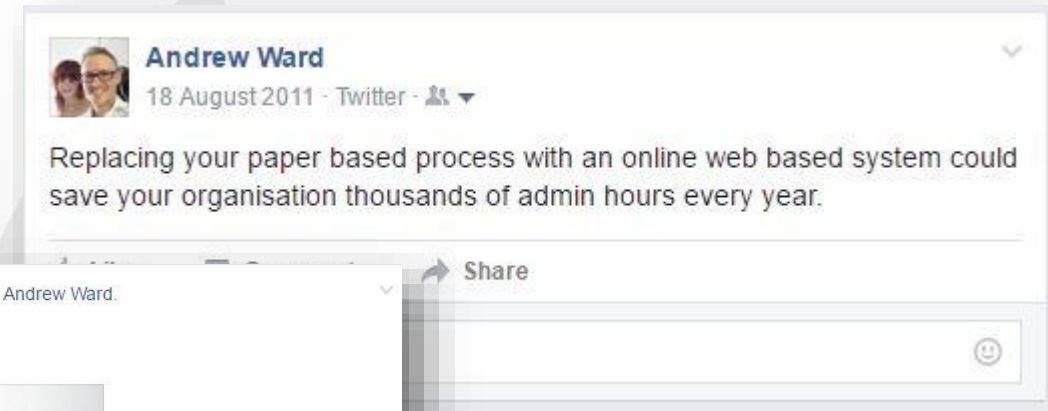 Andrew Ward
18 August 2011 · Twitter ·
Replacing your paper based process with an online web based system could
save your organisation thousands of admin hours every year.
Share
Andrew Ward.